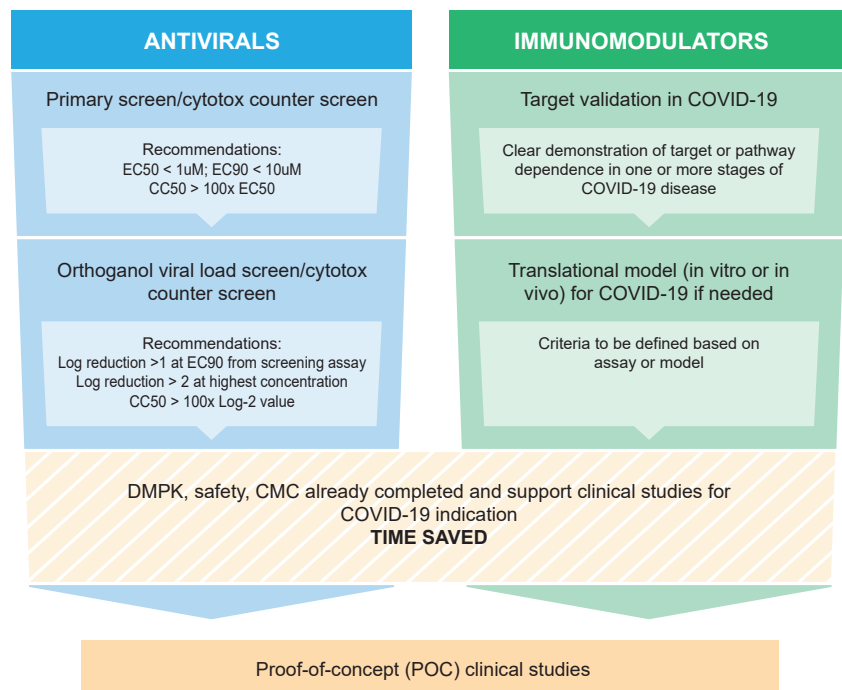 ANTIVIRALS
Primary screen/cytotox counter screen
Recommendations:
EC50 < 1uM; EC90 < 10uM
CC50 > 100x EC50
Orthoganol viral load screen/cytotox
counter screen
Recommendations:
Log reduction >1 at EC90 from screening assay
Log reduction > 2 at highest concentration
CC50 > 100x Log-2 value
IMMUNOMODULATORS
Target validation in COVID-19
Clear demonstration of target or pathway
dependence in one or more stages of
COVID-19 disease
Translational model (in vitro or in
vivo) for COVID-19 if needed
Criteria to be defined based on
assay or model
DMPK, safety, CMC already completed and support clinical studies for
COVID-19 indication
TIME SAVED
Proof-of-concept (POC) clinical studies